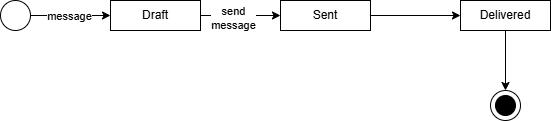 message
Draft
send
message
Sent
Delivered